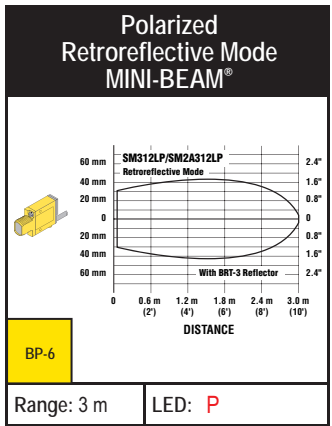 Polarized
Retroreflective Mode
MINI-BEAM®
SM312LP/SM2A312LP
Retroreflective Mode
60 mm 2.4"
40 mm 1.6"
20 mm 0.8"
0 0
20 mm 0.8"
40 mm 1.6"
60 mm 2.4"
With BRT-3 Reflector
0 0.6 m 1.2 m 1.8 m 2.4 m 3.0 m
(2') (4') (6') (8') (10')
DISTANCE
BP-6
Range: 3 m LED: P